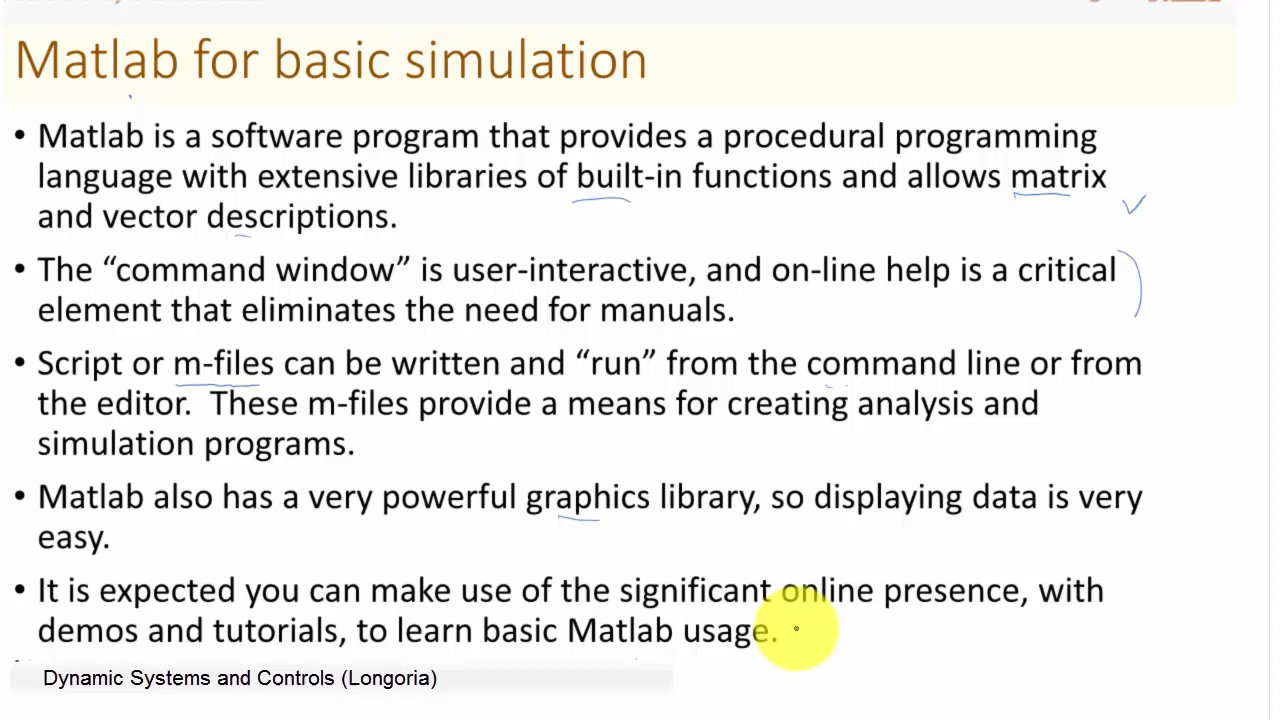 Matlab for basic simulation
• Matlab is a software program that provides a procedural programming
language with extensive libraries of built-in functions and allows matrix
and vector descriptions.
• The “command window” is user-interactive, and on-line help is a critical
element that eliminates the need for manuals.
• Script or m-files can be written and “run” from the command line or from
the editor.  These m-files provide a means for creating analysis and
simulation programs.
• Matlab also has a very powerful graphics library, so displaying data is very
easy.
• It is expected you can make use of the significant online presence, with
demos and tutorials, to learn basic Matlab usage.
Dynamic Systems and Controls (Longoria)